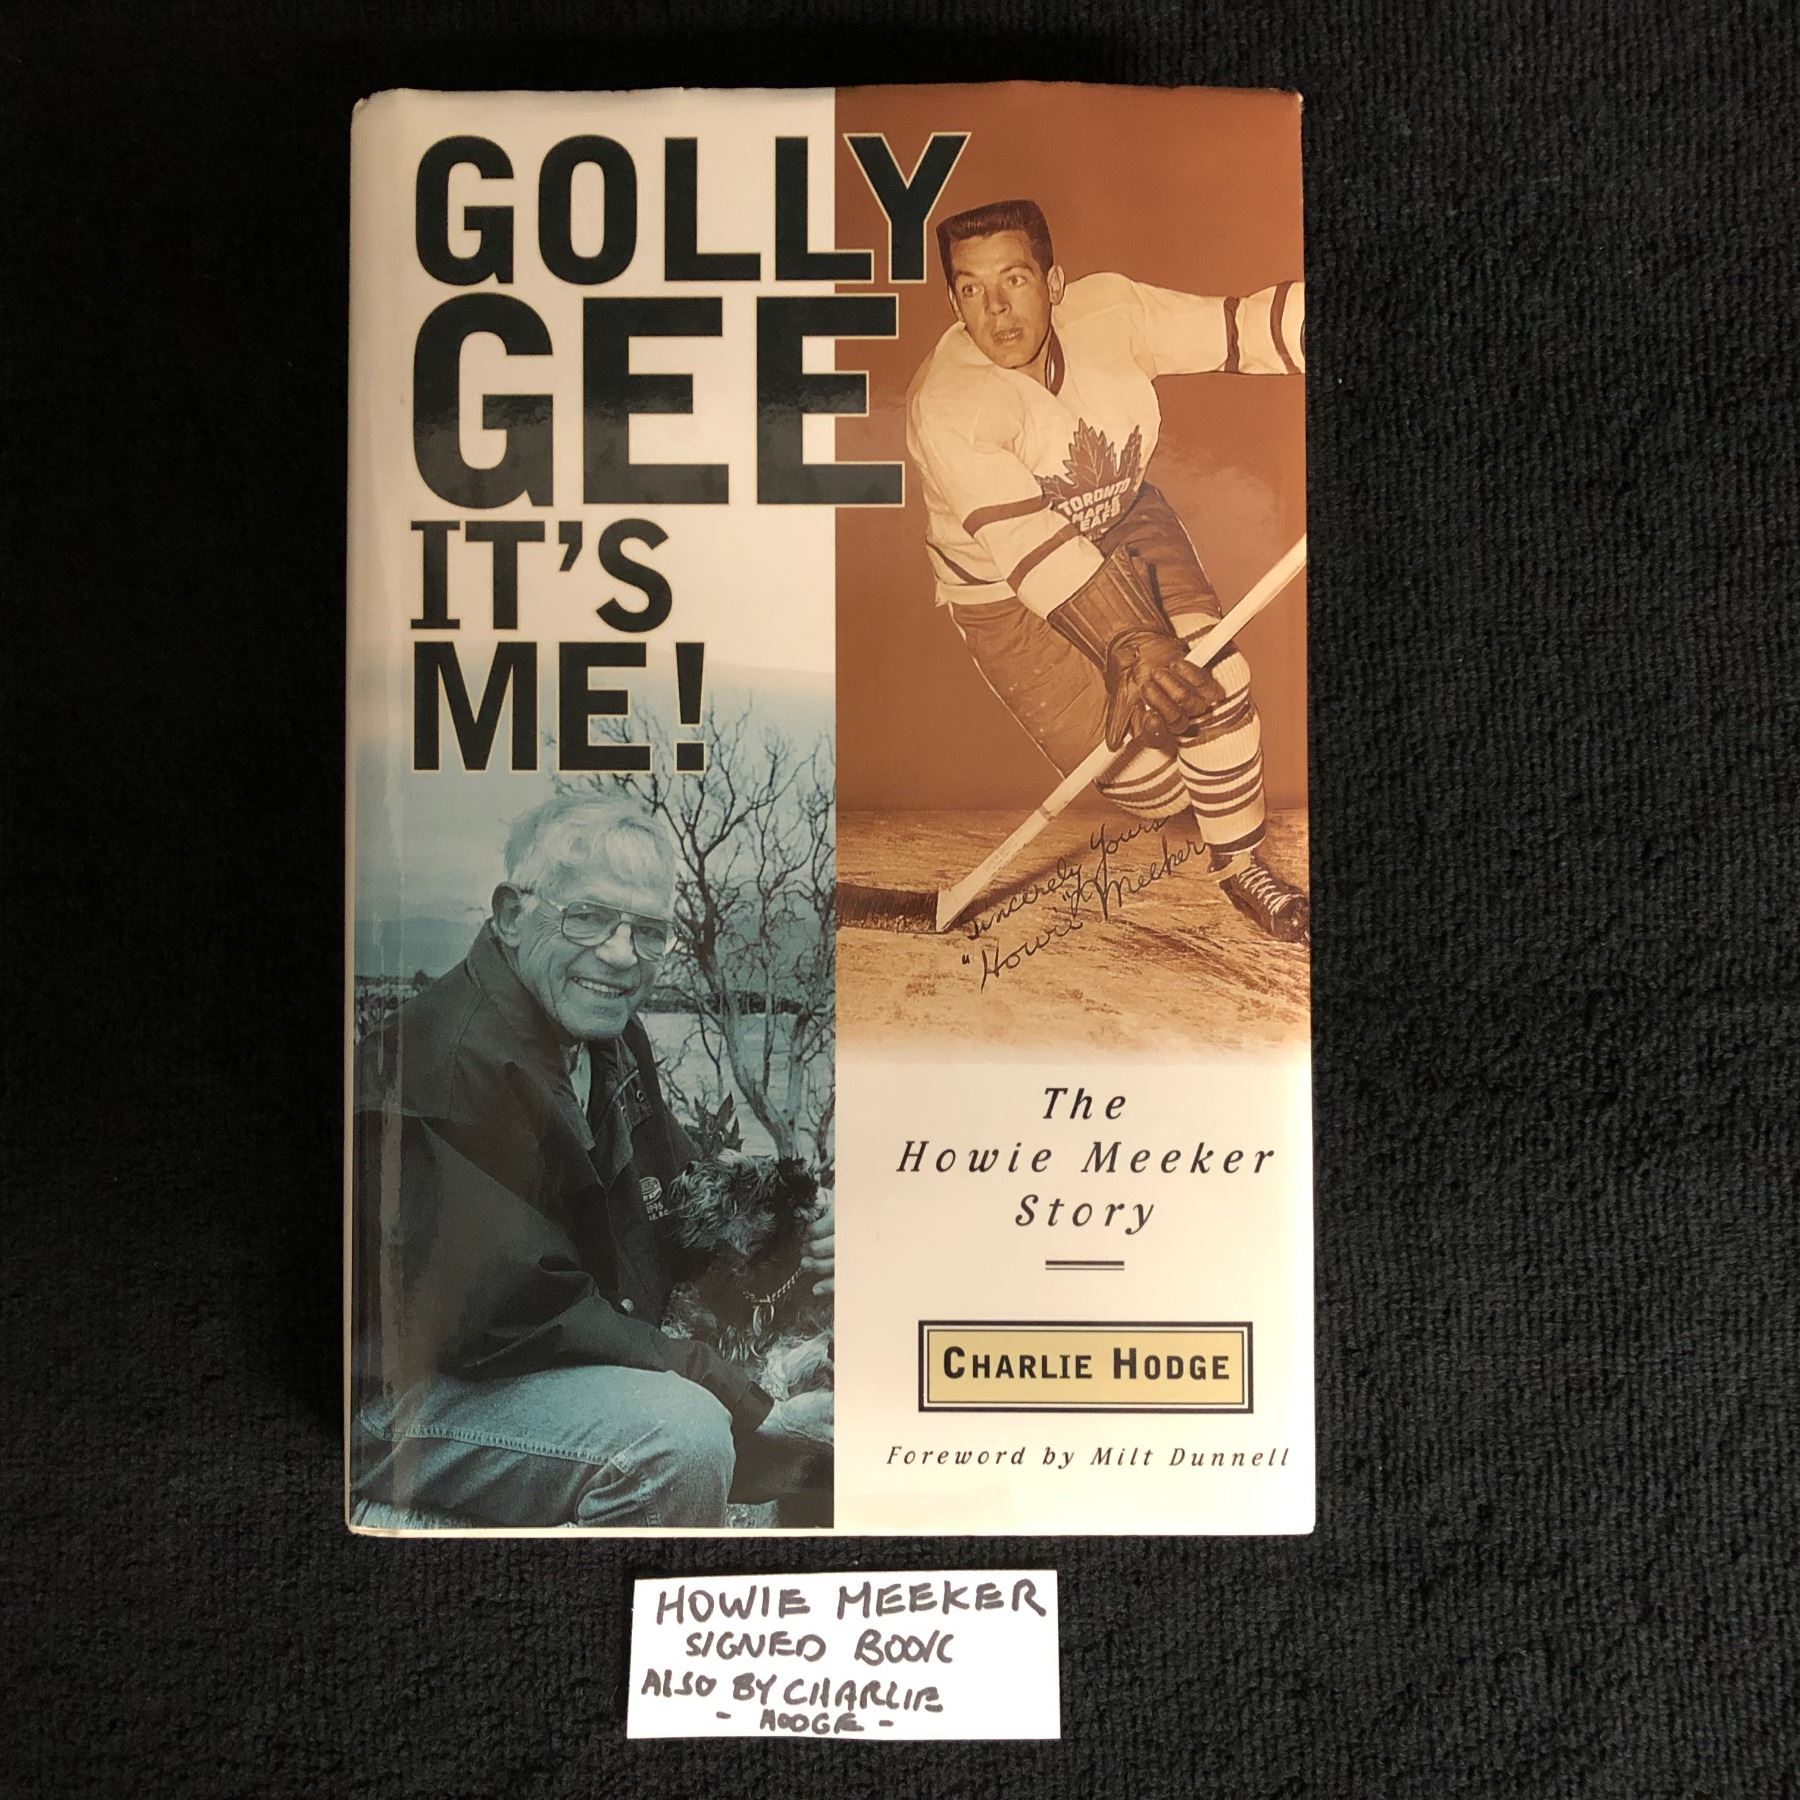 GOLLY
GEE
IT'S
ME!
TORONTO
MAPLE
LEAFS
Sincerely Yours
"Howie" Meeker
1995
The
Howie Meeker
Story
CHARLIE HODGE
Foreword by Milt Dunnell
HOWIE MEEKER
SIGNED BOOK
ALSO BY CHARLIE
- HODGE -